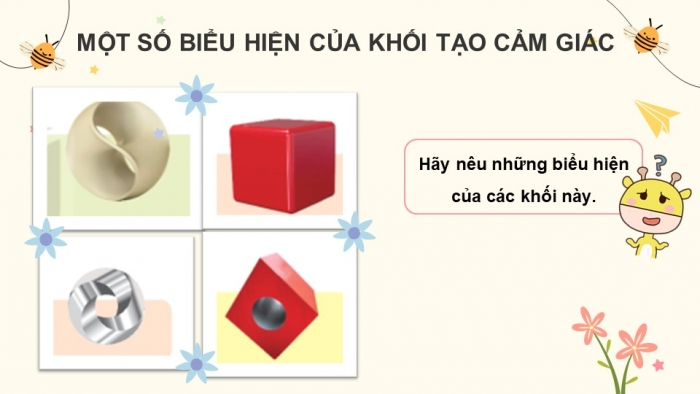 MỘT SỐ BIỂU HIỆN CỦA KHỐI TẠO CẢM GIÁC
Hãy nêu những biểu hiện
của các khối này.
?